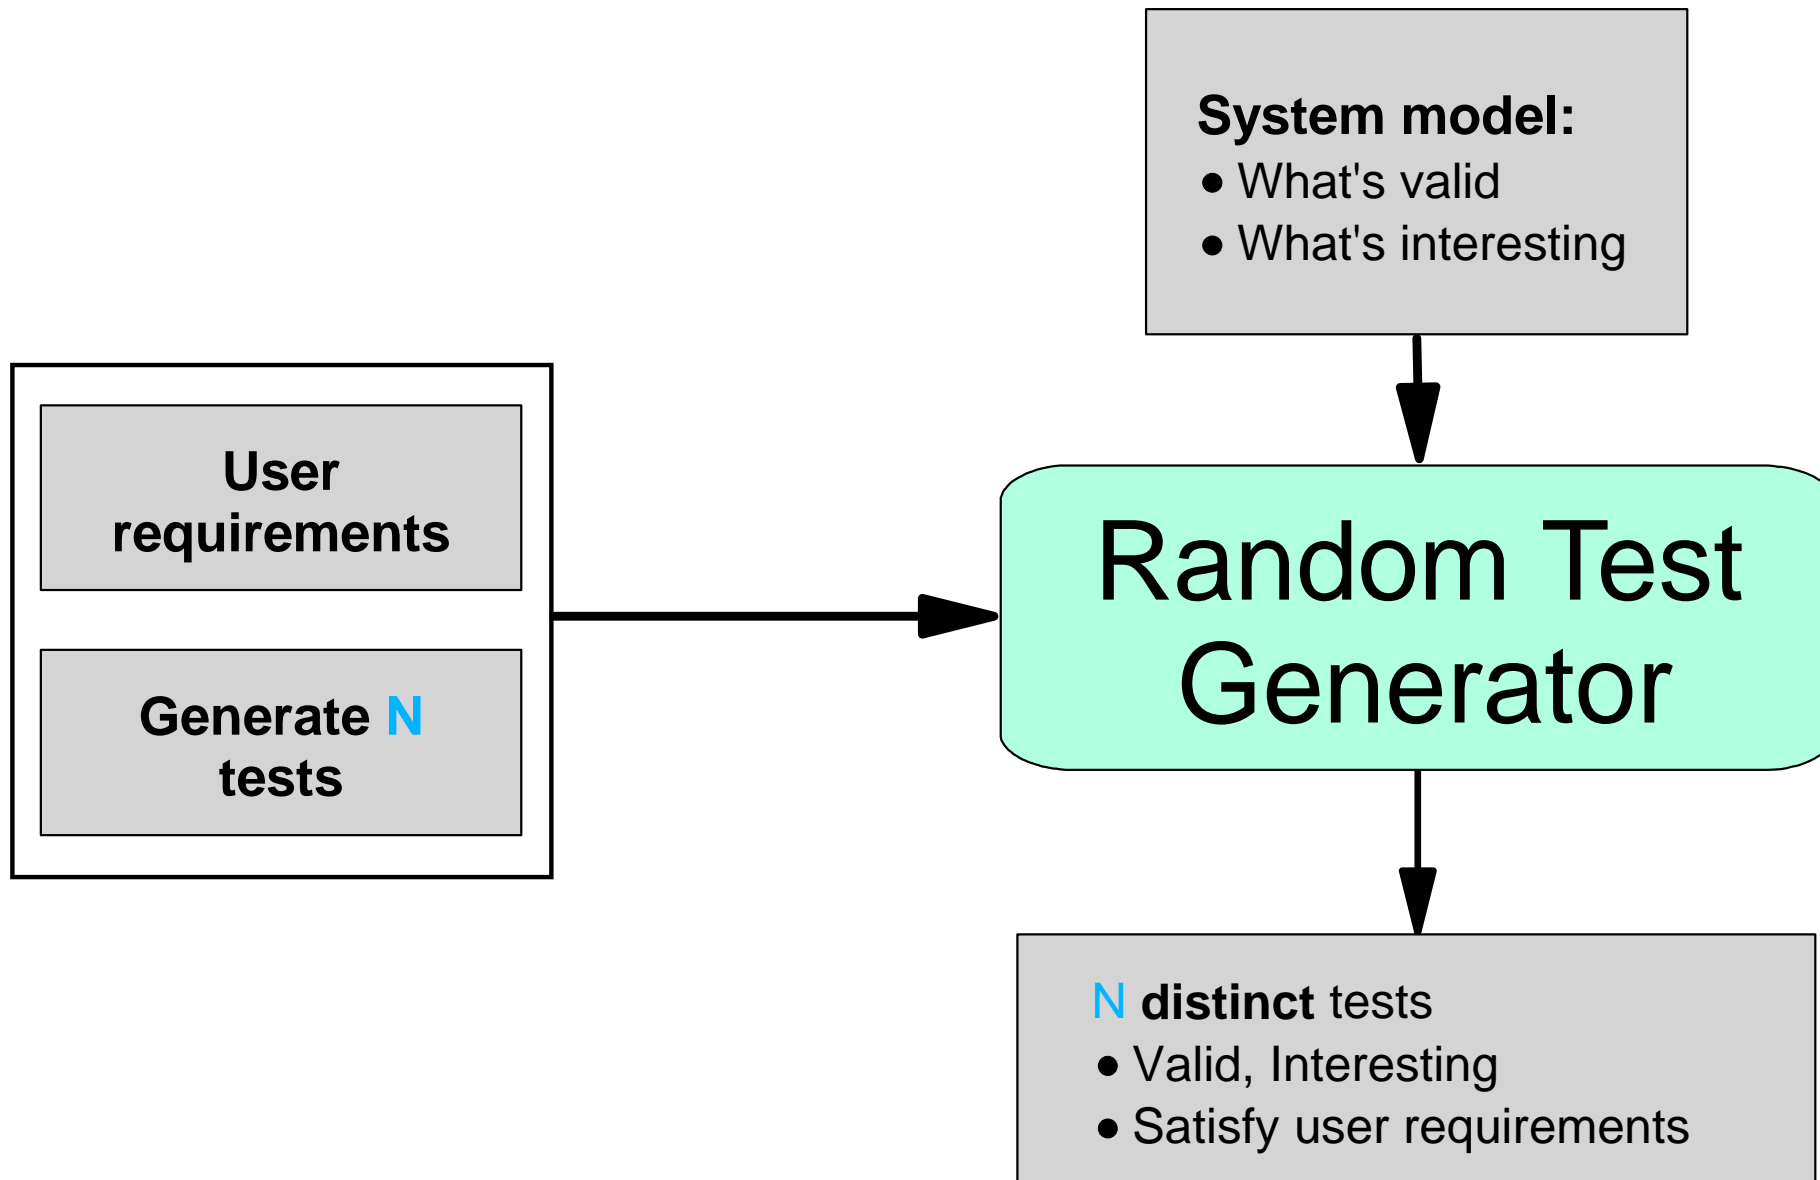 System model:
● What's valid
● What's interesting
User
requirements
Generate N
tests
Random Test
Generator
N distinct tests
● Valid, Interesting
● Satisfy user requirements